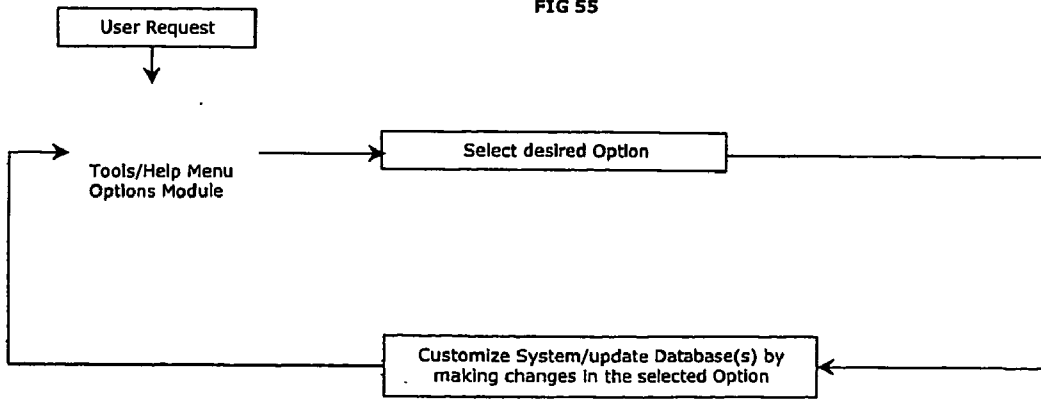 FIG 55
User Request
Tools/Help Menu
Options Module
Select desired Option
Customize System/update Database(s) by
making changes in the selected Option